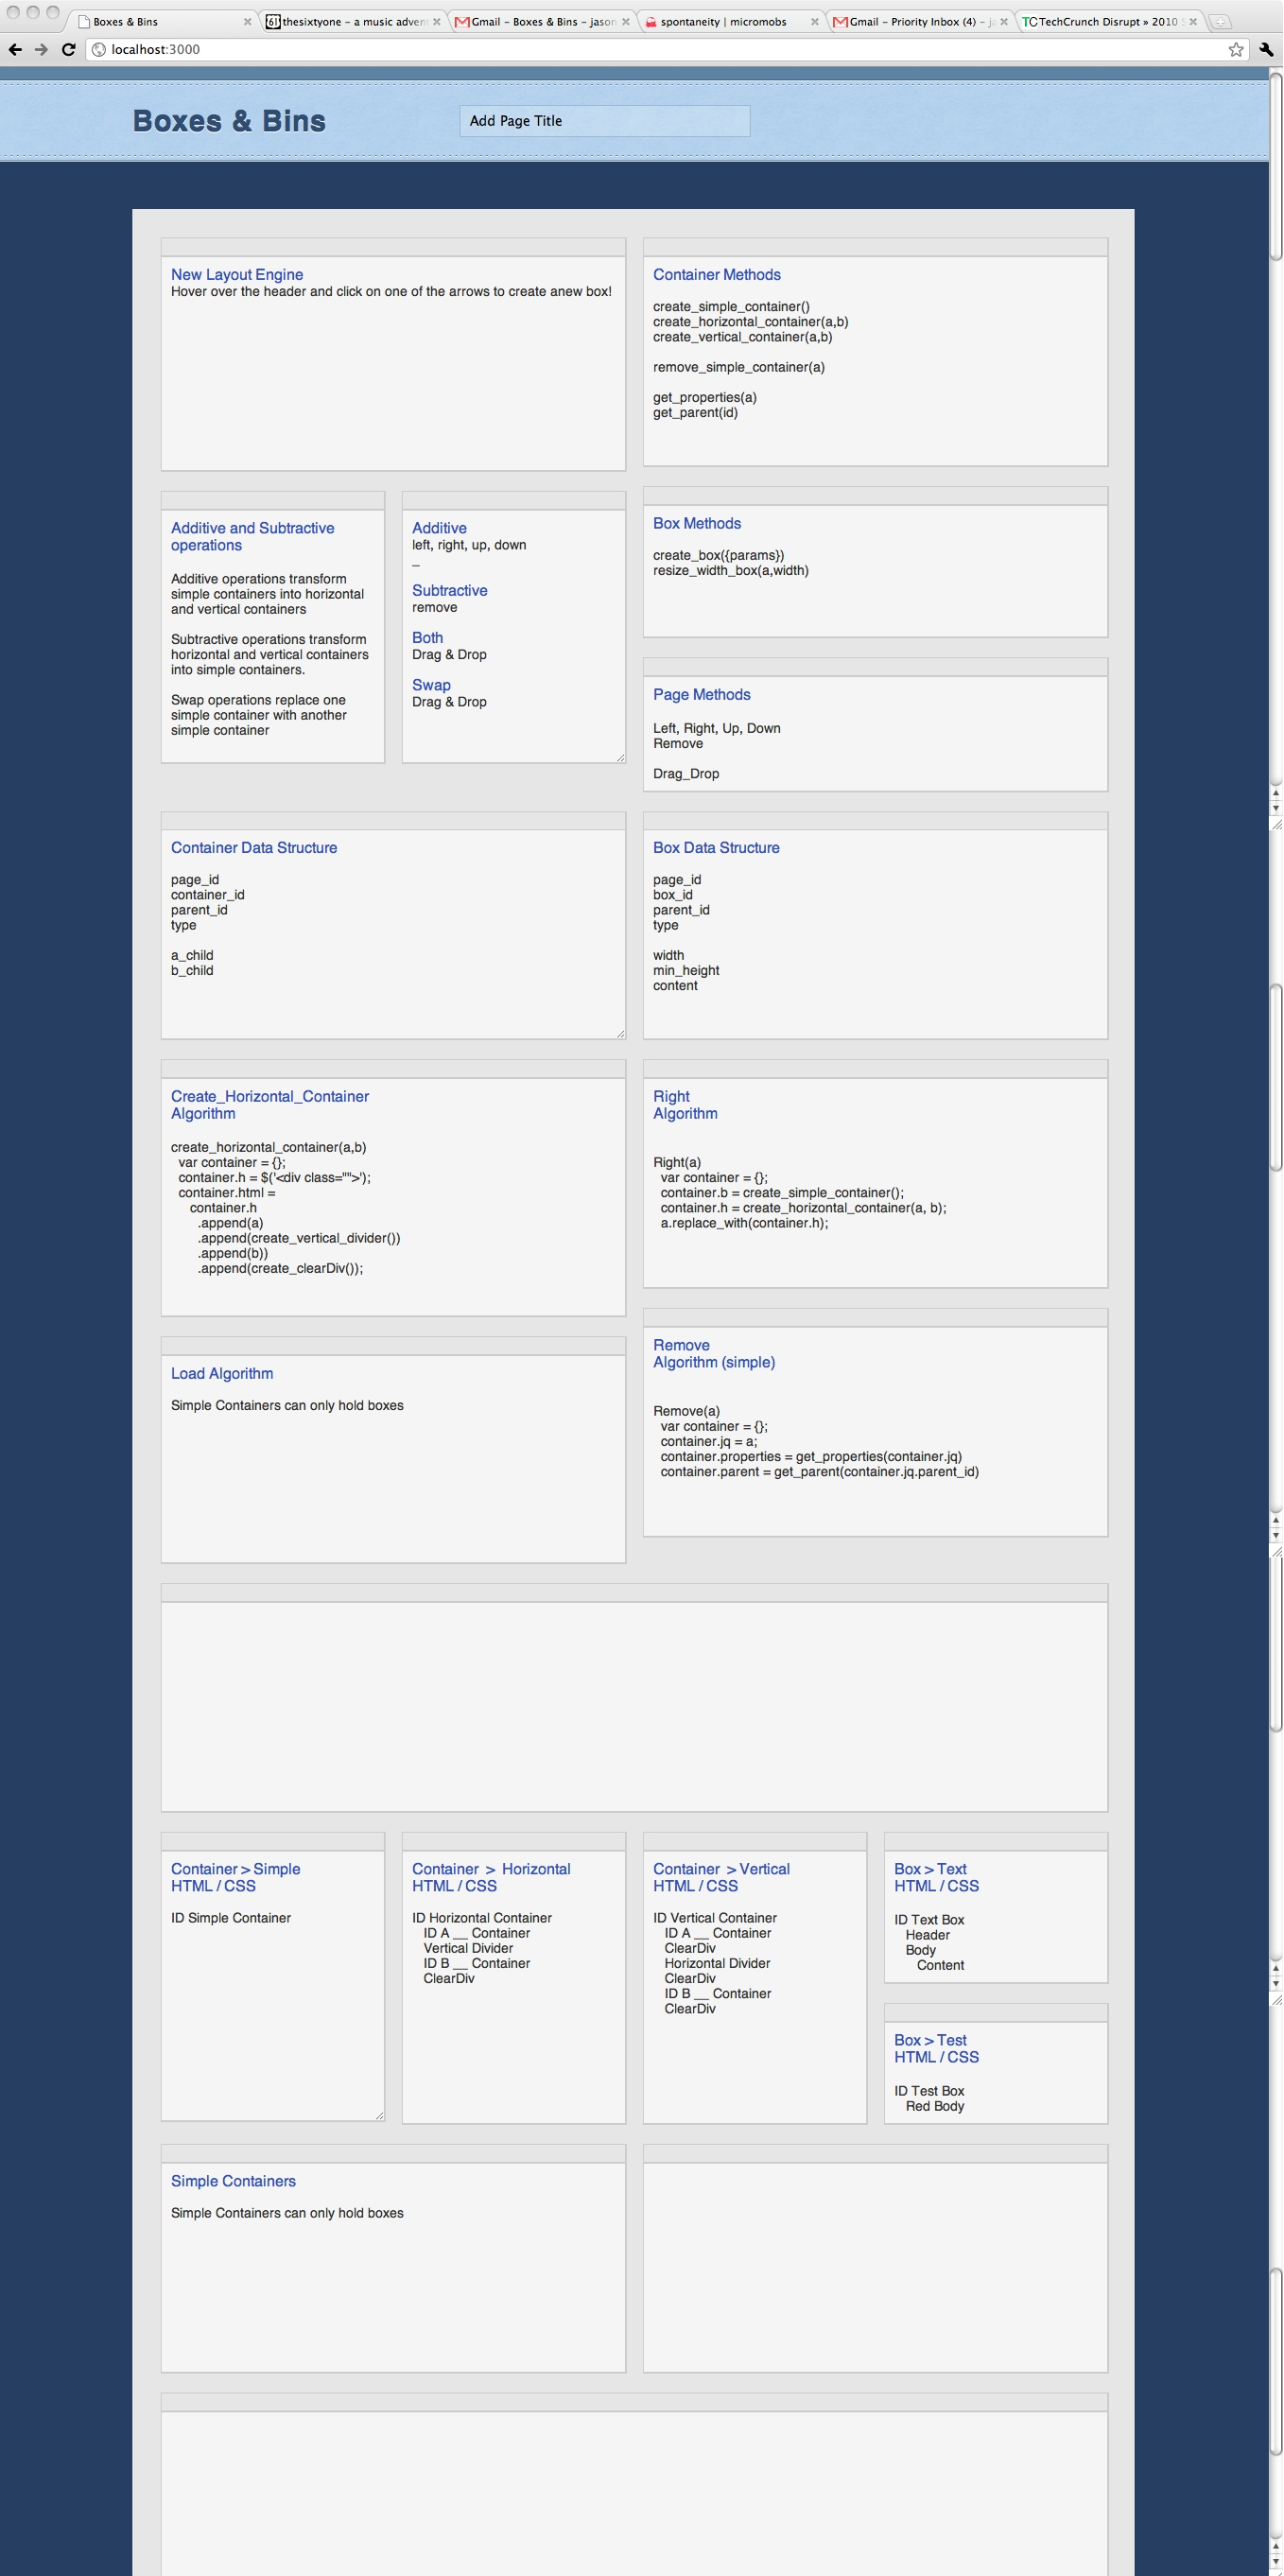 Boxes & Bins
thesixtyone – a music adven
Gmail – Boxes & Bins – jason
spontaneity | micromobs
Gmail – Priority Inbox (4) – j
TechCrunch Disrupt » 2010
localhost:3000
Boxes & Bins
Add Page Title
New Layout Engine
Hover over the header and click on one of the arrows to create anew box!
Container Methods
create_simple_container()
create_horizontal_container(a,b)
create_vertical_container(a,b)
remove_simple_container(a)
get_properties(a)
get_parent(id)
Additive and Subtractive
operations
Additive operations transform
simple containers into horizontal
and vertical containers
Subtractive operations transform
horizontal and vertical containers
into simple containers.
Swap operations replace one
simple container with another
simple container
Additive
left, right, up, down
_
Subtractive
remove
Both
Drag & Drop
Swap
Drag & Drop
Box Methods
create_box({params})
resize_width_box(a,width)
Page Methods
Left, Right, Up, Down
Remove
Drag_Drop
Container Data Structure
page_id
container_id
parent_id
type
a_child
b_child
Box Data Structure
page_id
box_id
parent_id
type
width
min_height
content
Create_Horizontal_Container
Algorithm
create_horizontal_container(a,b)
var container = {};
container.h = $('<div class="">');
container.html =
container.h
.append(a)
.append(create_vertical_divider())
.append(b))
.append(create_clearDiv());
Right
Algorithm
Right(a)
var container = {};
container.b = create_simple_container();
container.h = create_horizontal_container(a, b);
a.replace_with(container.h);
Load Algorithm
Simple Containers can only hold boxes
Remove
Algorithm (simple)
Remove(a)
var container = {};
container.jq = a;
container.properties = get_properties(container.jq)
container.parent = get_parent(container.jq.parent_id)
Container > Simple
HTML / CSS
ID Simple Container
Container > Horizontal
HTML / CSS
ID Horizontal Container
ID A __ Container
Vertical Divider
ID B __ Container
ClearDiv
Container > Vertical
HTML / CSS
ID Vertical Container
ID A __ Container
ClearDiv
Horizontal Divider
ClearDiv
ID B __ Container
ClearDiv
Box > Text
HTML / CSS
ID Text Box
Header
Body
Content
Box > Test
HTML / CSS
ID Test Box
Red Body
Simple Containers
Simple Containers can only hold boxes